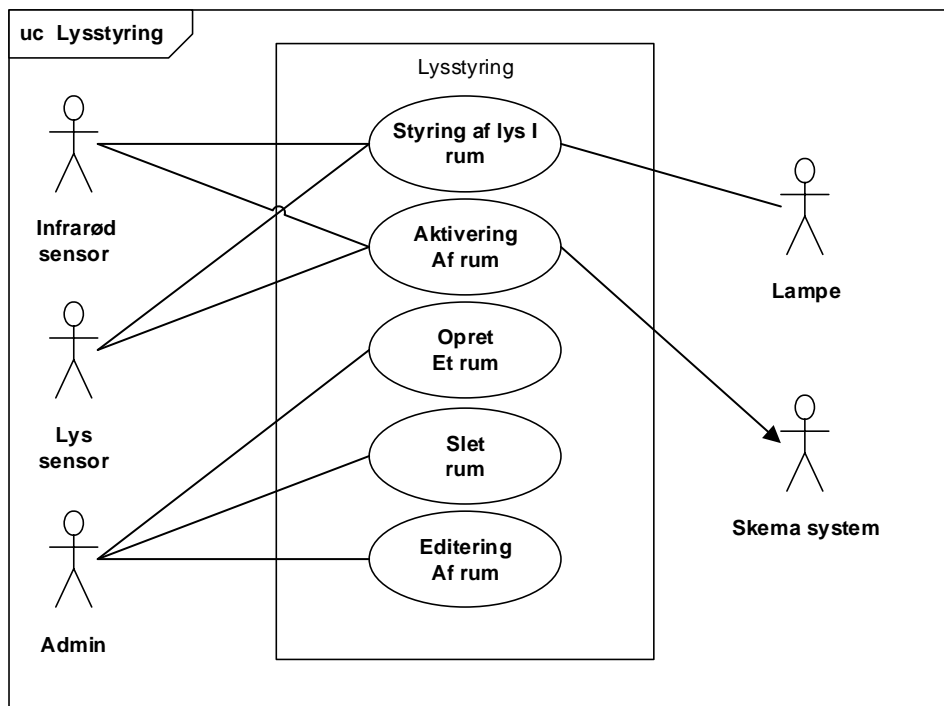 uc Lysstyring
Lysstyring
Styring af lys I
rum
Infrarød
sensor
Aktivering
Af rum
Lampe
Opret
Et rum
Lys
sensor
Slet
rum
Skema system
Editering
Af rum
Admin